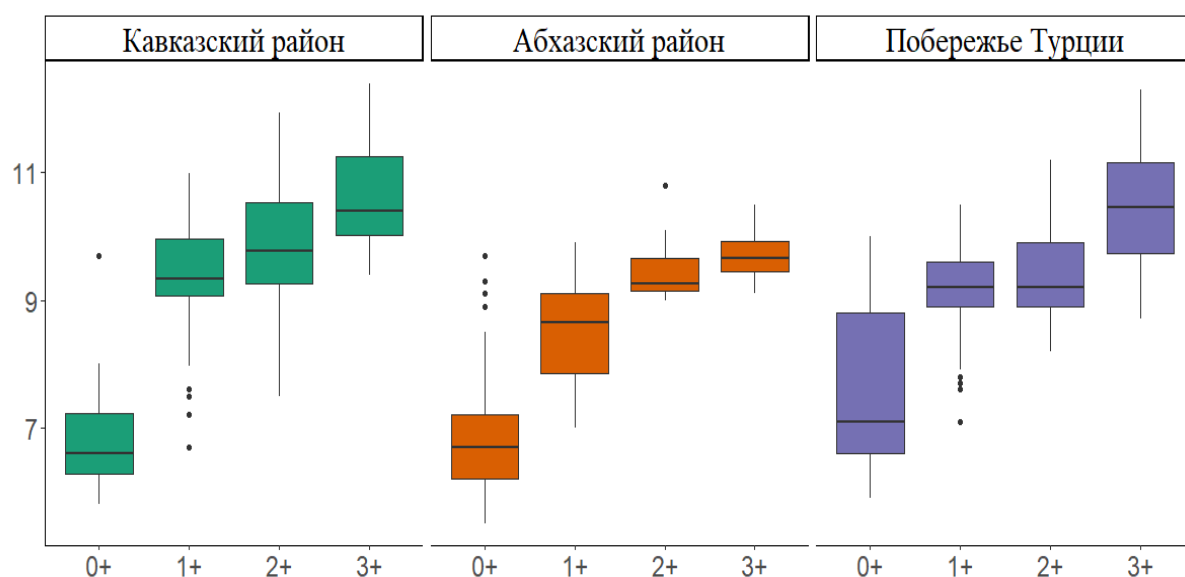 Кавказский район Абхазский район Побережье Турции
11
9
7
0+ 1+ 2+ 3+ 0+ 1+ 2+ 3+ 0+ 1+ 2+ 3+